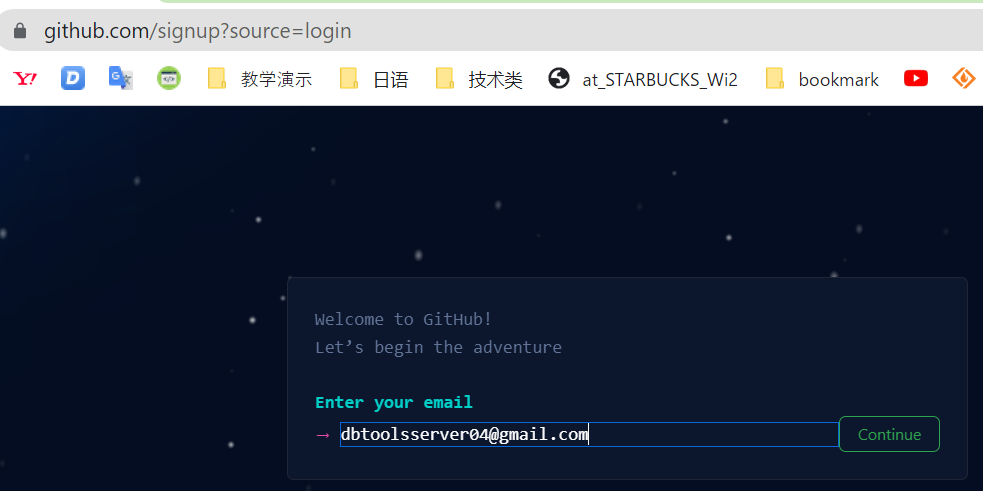 github.com/signup?source=login
Y! D G 教学演示 日语 技术类 at_STARBUCKS_Wi2 bookmark
Welcome to GitHub!
Let’s begin the adventure
Enter your email
→ dbtoolsserver04@gmail.com Continue